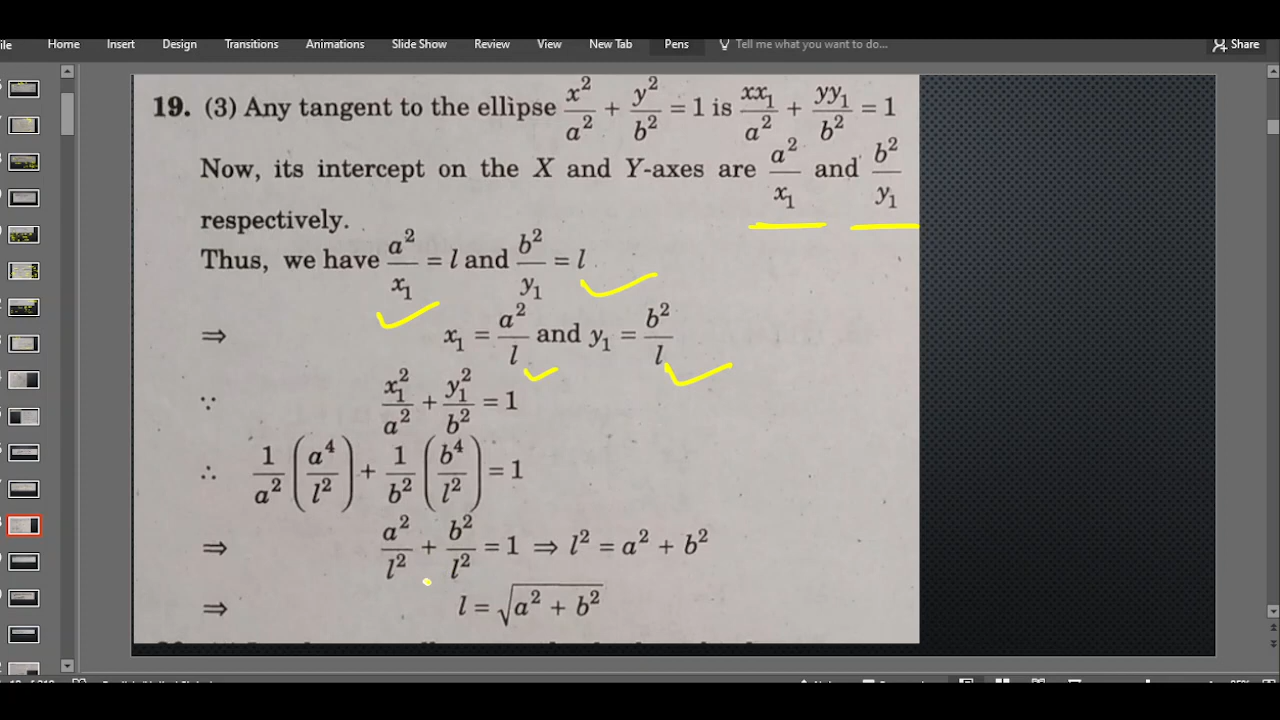 File Home Insert Design Transitions Animations Slide Show Review View New Tab Pens Tell me what you want to do... Share
19. (3) Any tangent to the ellipse x²/a² + y²/b² = 1 is xx₁/a² + yy₁/b² = 1
Now, its intercept on the X and Y-axes are a²/x₁ and b²/y₁
respectively.
Thus, we have a²/x₁ = l and b²/y₁ = l
⇒ x₁ = a²/l and y₁ = b²/l
∵ x₁²/a² + y₁²/b² = 1
∴ 1/a² (a⁴/l²) + 1/b² (b⁴/l²) = 1
⇒ a²/l² + b²/l² = 1 ⇒ l² = a² + b²
⇒ l = √(a² + b²)